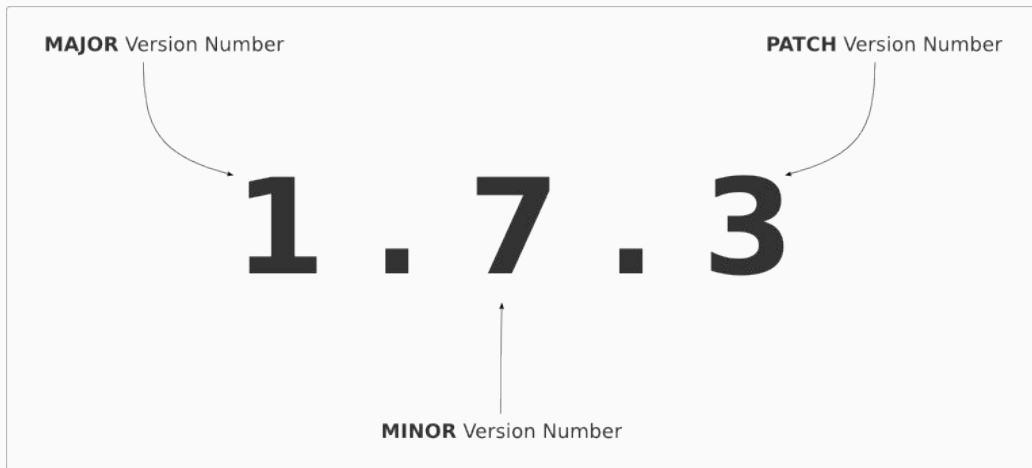 MAJOR Version Number
PATCH Version Number
1 . 7 . 3
MINOR Version Number